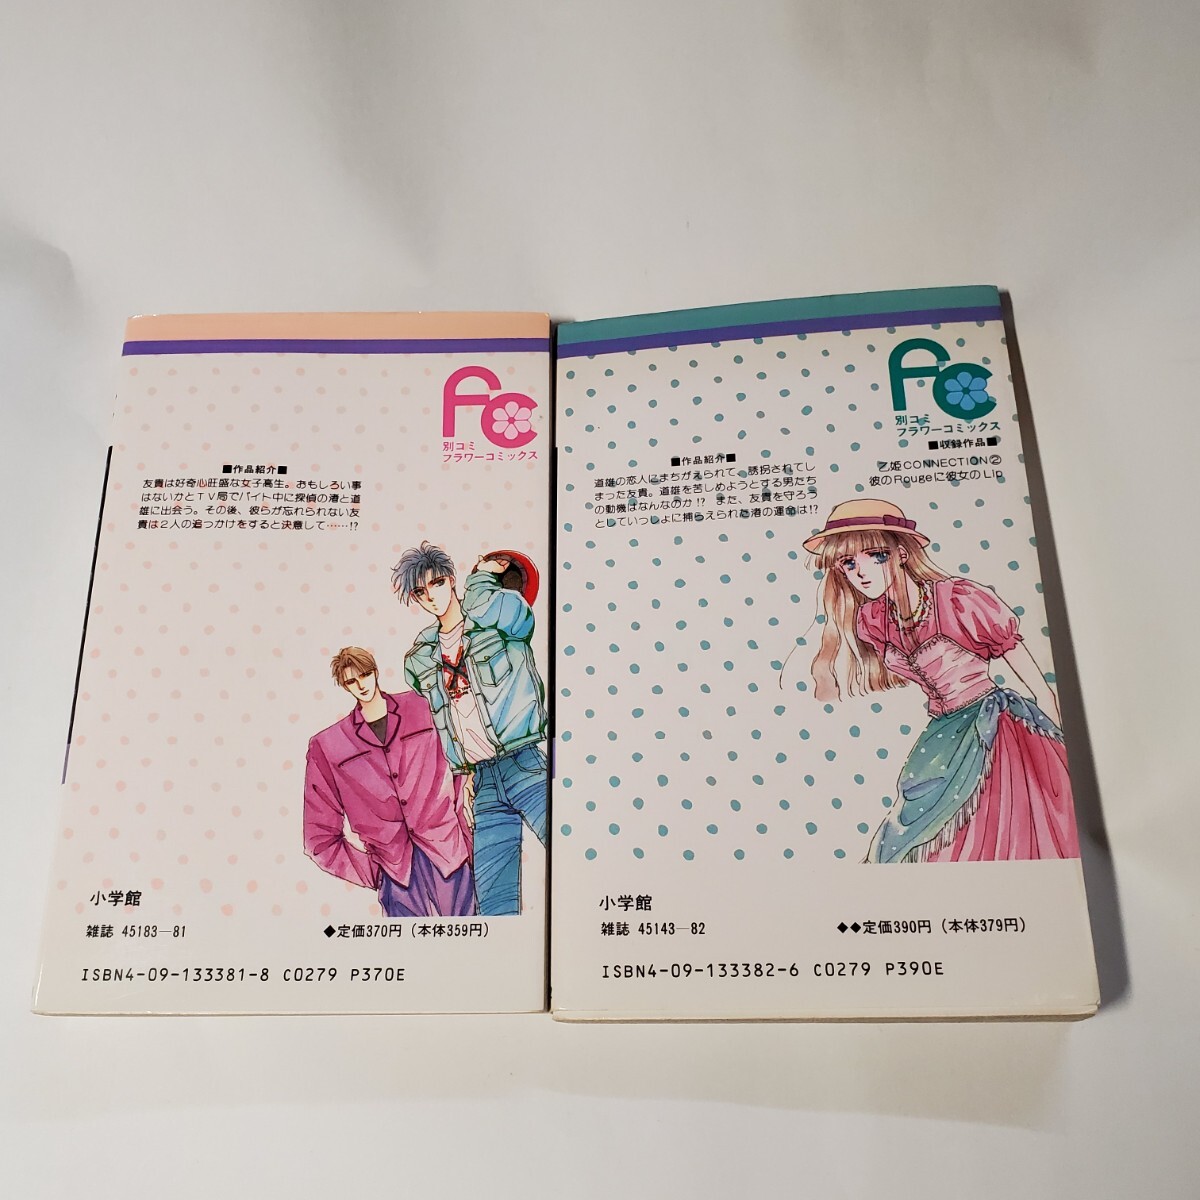 FC
別コミ
フラワーコミックス
■作品紹介■
友貴は好奇心旺盛な女子高生。おもしろい事
はないかとTV局でバイト中に探偵の渚と道
雄に出会う。その後、彼らが忘れられない友
貴は2人の追っかけをすると決意して……!?
小学館
雑誌 45183—81
◆定価370円（本体359円）
ISBN4-09-133381-8 C0279 P370E
FC
別コミ
フラワーコミックス
■収録作品■
乙姫CONNECTION②
彼のRougeに彼女のLip
■作品紹介■
道雄の恋人にまちがえられて、誘拐されてし
まった友貴。道雄を苦しめようとする男たち
の動機はなんなのか!? また、友貴を守ろう
としていっしょに捕らえられた渚の運命は!?
小学館
雑誌 45143—82
◆◆定価390円（本体379円）
ISBN4-09-133382-6 C0279 P390E